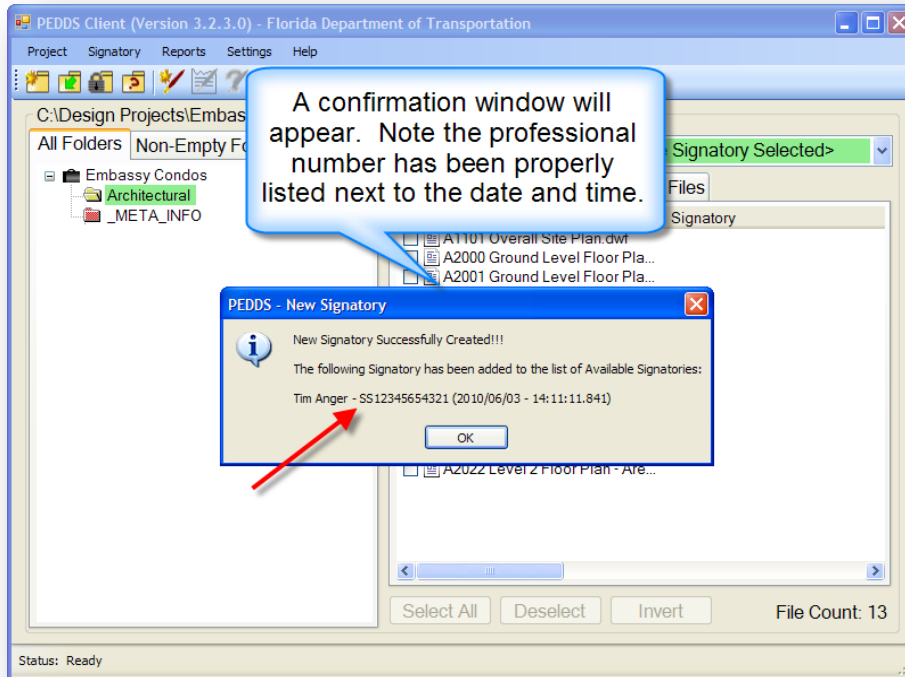 PEDDS Client (Version 3.2.3.0) - Florida Department of Transportation
Project Signatory Reports Settings Help
A confirmation window will
appear. Note the professional
number has been properly
listed next to the date and time.
C:\Design Projects\Embas
Signatory Selected>
All Folders Non-Empty Fo
Files
Embassy Condos
Architectural
_META_INFO
Signatory
A1101 Overall Site Plan.dwf
A2000 Ground Level Floor Pla...
A2001 Ground Level Floor Pla...
PEDDS - New Signatory
New Signatory Successfully Created!!!
The following Signatory has been added to the list of Available Signatories:
Tim Anger - SS12345654321 (2010/06/03 - 14:11:11.841)
OK
A2022 Level 2 Floor Plan - Are...
Select All Deselect Invert File Count: 13
Status: Ready